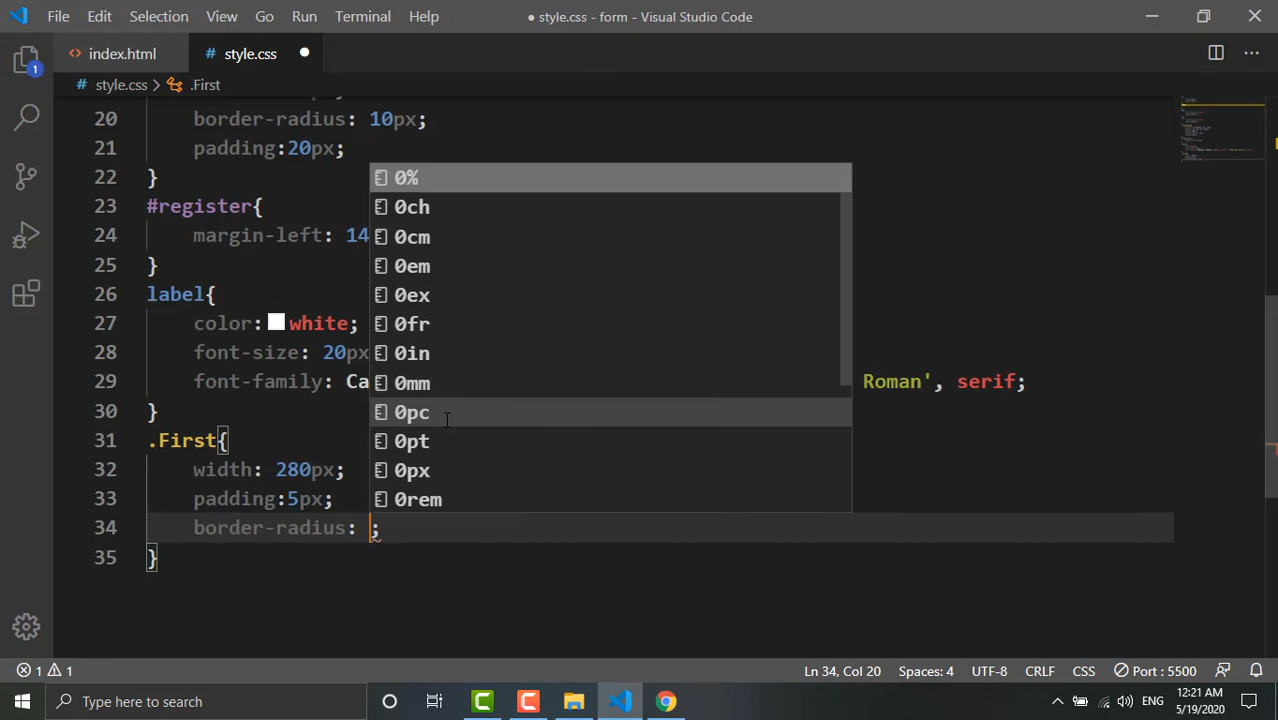 File Edit Selection View Go Run Terminal Help ● style.css - form - Visual Studio Code
<> index.html # style.css ●
1
# style.css > .First
20 border-radius: 10px;
21 padding:20px;
22 }
23 #register{
24 margin-left: 14
25 }
26 label{
27 color: white;
28 font-size: 20px
29 font-family: Ca Roman', serif;
30 }
31 .First{
32 width: 280px;
33 padding:5px;
34 border-radius: ;
35 }
0%
0ch
0cm
0em
0ex
0fr
0in
0mm
0pc
0pt
0px
0rem
1 1 Ln 34, Col 20 Spaces: 4 UTF-8 CRLF CSS Port : 5500
Type here to search ENG 12:21 AM
5/19/2020